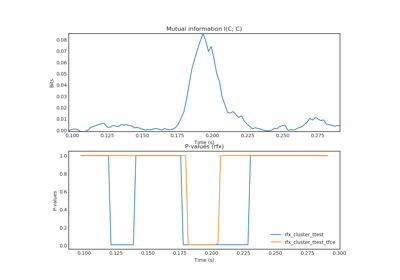 Mutual information I(C; C)
0.08
0.07
0.06
0.05
0.04
0.03
0.02
0.01
0.00
Bits
0.100 0.125 0.150 0.175 0.200 0.225 0.250 0.275
Time (s)
P-values (rfx)
1.0
0.8
0.6
0.4
0.2
0.0
P-values
rfx_cluster_ttest
rfx_cluster_ttest_tfce
0.100 0.125 0.150 0.175 0.200 0.225 0.250 0.275 0.300
Time (s)